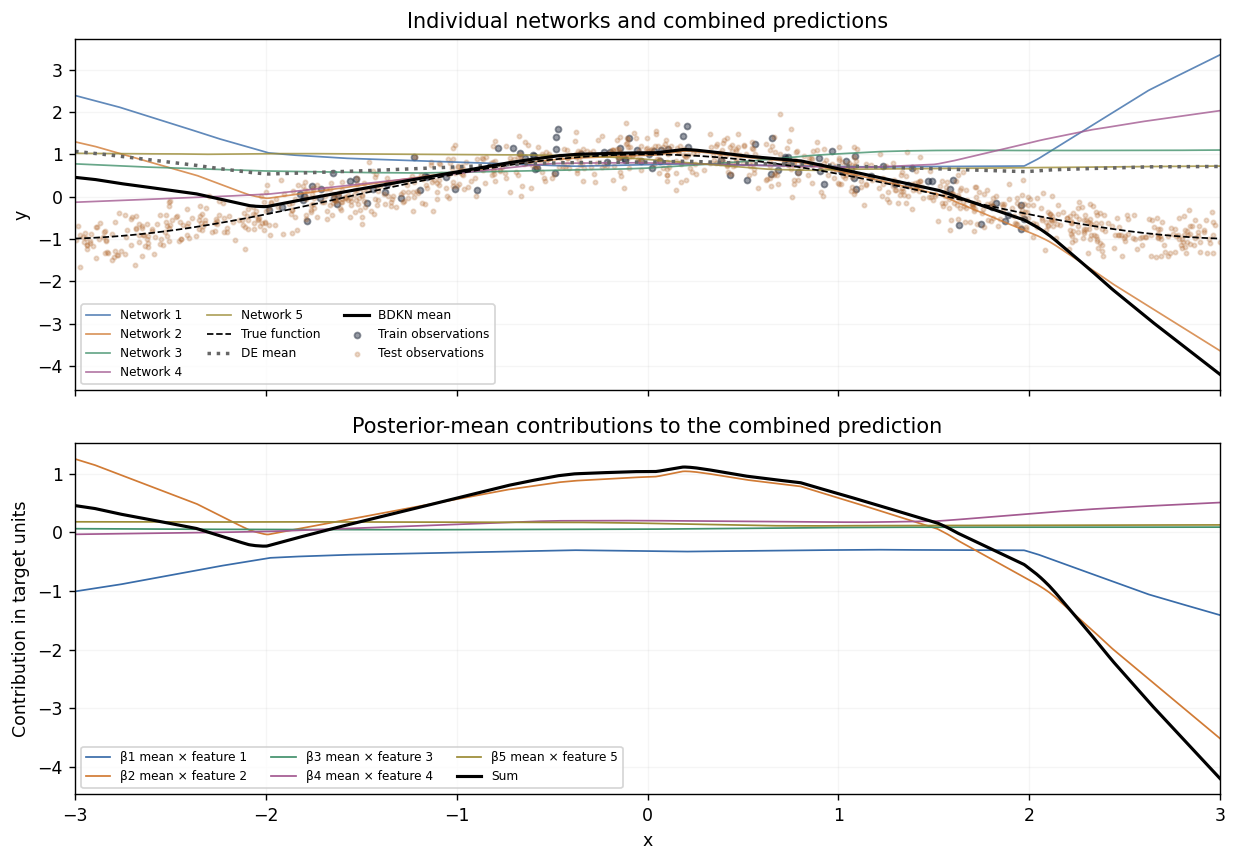 Individual networks and combined predictions
3
2
1
0
−1
−2
−3
−4
y
Network 1
Network 2
Network 3
Network 4
Network 5
True function
DE mean
BDKN mean
Train observations
Test observations
Posterior-mean contributions to the combined prediction
1
0
−1
−2
−3
−4
Contribution in target units
β1 mean × feature 1
β2 mean × feature 2
β3 mean × feature 3
β4 mean × feature 4
β5 mean × feature 5
Sum
−3
−2
−1
0
1
2
3
x